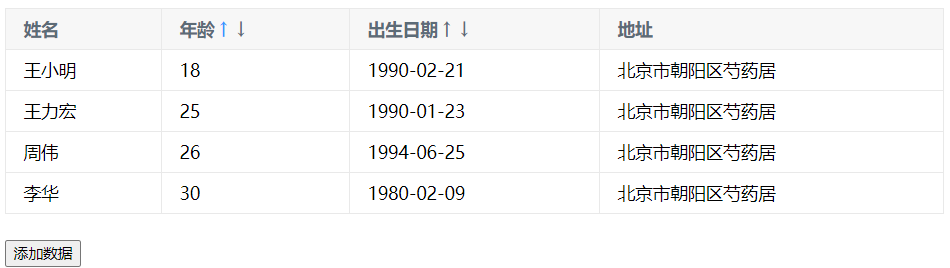 姓名 年龄↑↓ 出生日期↑↓ 地址
王小明 18 1990-02-21 北京市朝阳区芍药居
王力宏 25 1990-01-23 北京市朝阳区芍药居
周伟 26 1994-06-25 北京市朝阳区芍药居
李华 30 1980-02-09 北京市朝阳区芍药居
添加数据